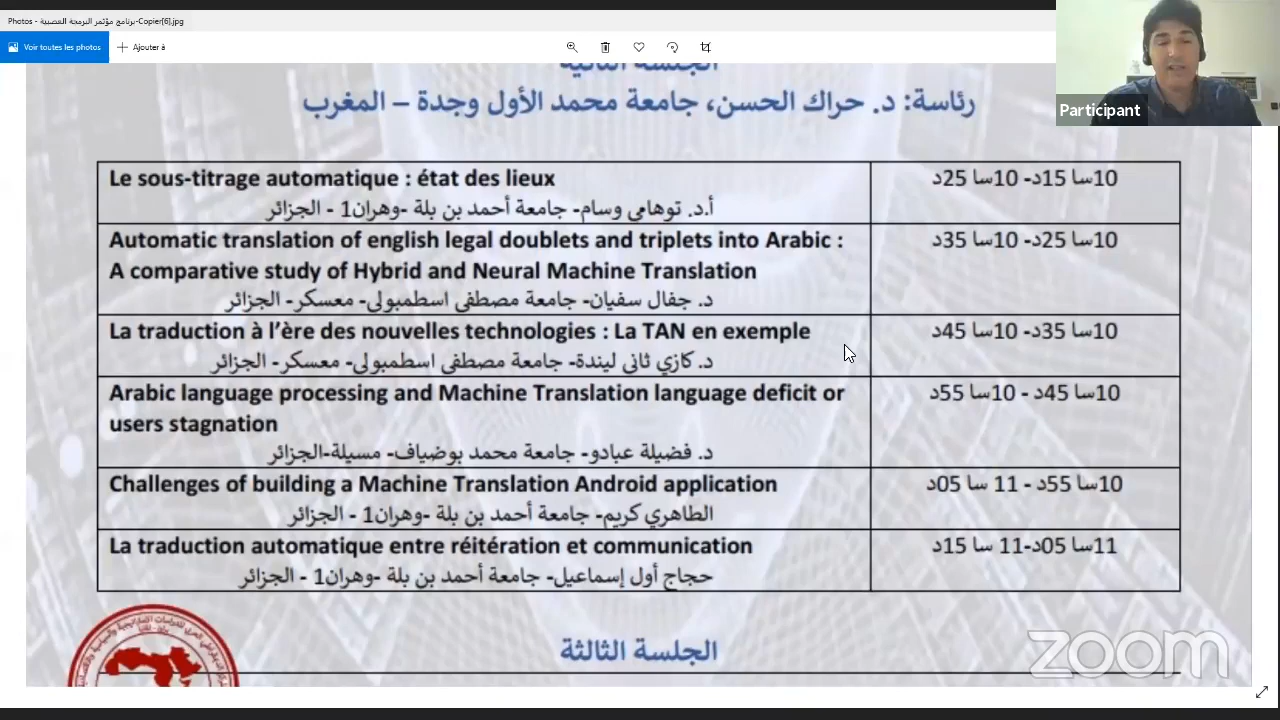 Photos - برنامج مؤتمر البرمجة العصبية-Copier[6].jpg
Voir toutes les photos
Ajouter à
Participant
الجلسة الثانية
رئاسة: د. حراك الحسن، جامعة محمد الأول وجدة – المغرب
Le sous-titrage automatique : état des lieux
أ.د. توهامي وسام- جامعة أحمد بن بلة -وهران1 - الجزائر
10سا 15د- 10سا 25د
Automatic translation of english legal doublets and triplets into Arabic :
A comparative study of Hybrid and Neural Machine Translation
د. جفال سفيان- جامعة مصطفى اسطمبولي- معسكر- الجزائر
10سا 25د- 10سا 35د
La traduction à l’ère des nouvelles technologies : La TAN en exemple
د. كازي ثاني ليندة- جامعة مصطفى اسطمبولي- معسكر- الجزائر
10سا 35د- 10سا 45د
Arabic language processing and Machine Translation language deficit or
users stagnation
د. فضيلة عبادو- جامعة محمد بوضياف- مسيلة-الجزائر
10سا 45د - 10سا 55د
Challenges of building a Machine Translation Android application
الطاهري كريم- جامعة أحمد بن بلة -وهران1 - الجزائر
10سا 55د - 11 سا 05د
La traduction automatique entre réitération et communication
حجاج أول إسماعيل- جامعة أحمد بن بلة -وهران1 - الجزائر
11سا 05د-11 سا 15د
الجلسة الثالثة
zoom